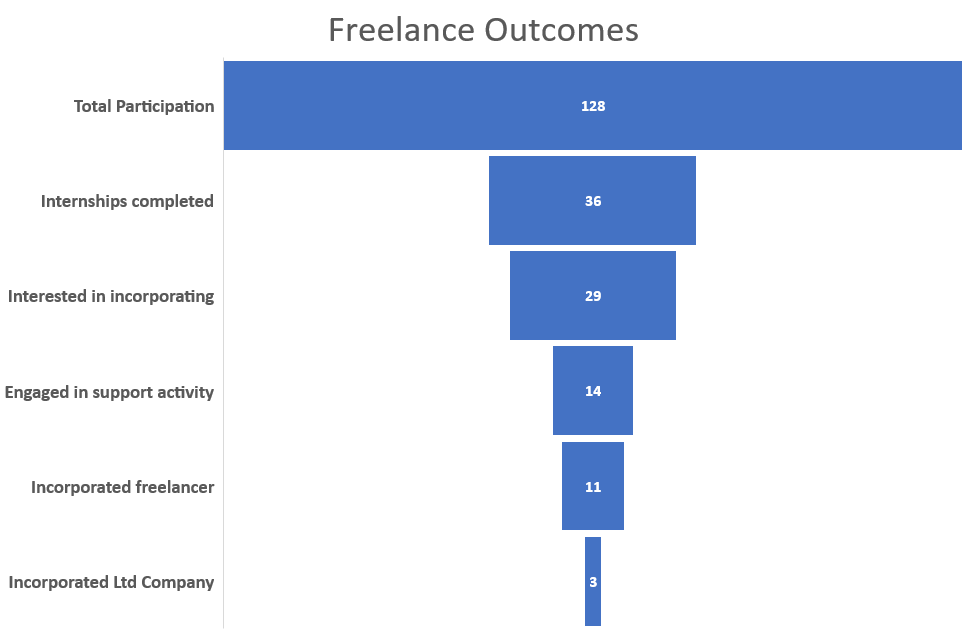 Freelance Outcomes
Total Participation 128
Internships completed 36
Interested in incorporating 29
Engaged in support activity 14
Incorporated freelancer 11
Incorporated Ltd Company 3